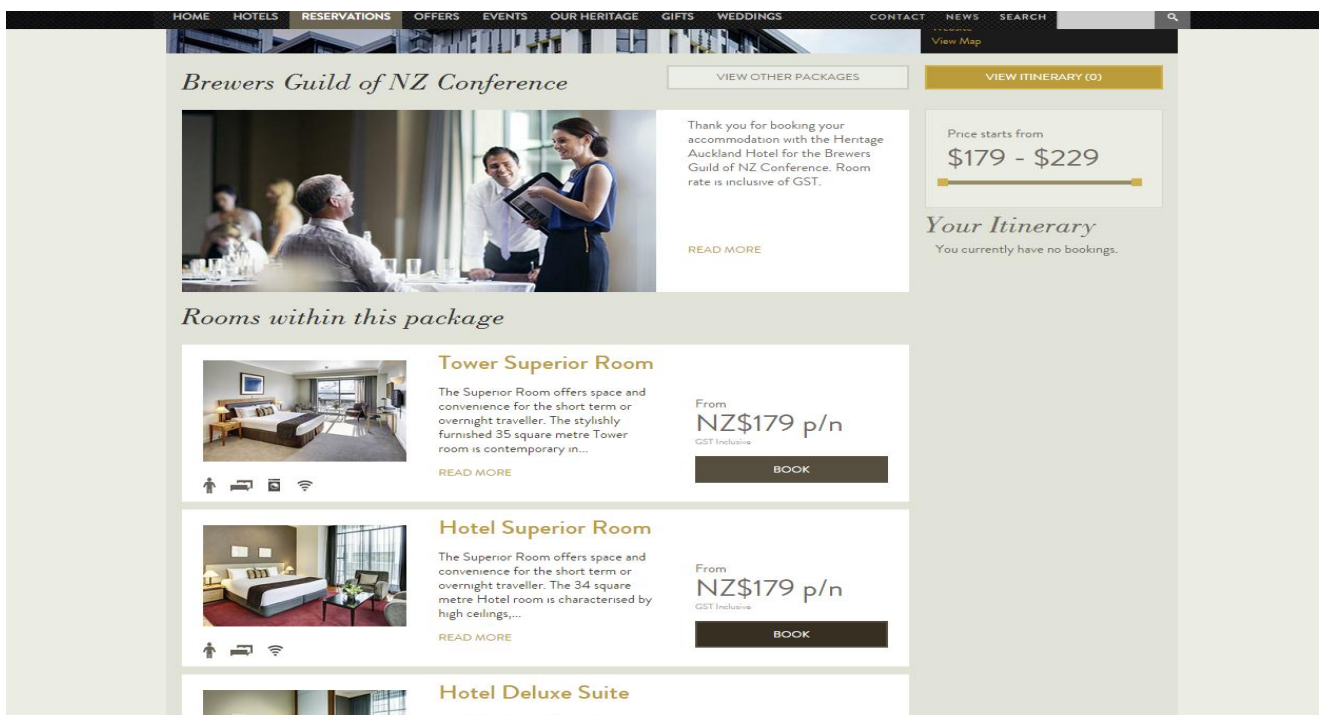 HOME HOTELS RESERVATIONS OFFERS EVENTS OUR HERITAGE GIFTS WEDDINGS CONTACT NEWS SEARCH
Website
View Map
Brewers Guild of NZ Conference
VIEW OTHER PACKAGES
VIEW ITINERARY (0)
Thank you for booking your
accommodation with the Heritage
Auckland Hotel for the Brewers
Guild of NZ Conference. Room
rate is inclusive of GST.
READ MORE
Price starts from
$179 - $229
Your Itinerary
You currently have no bookings.
Rooms within this package
Tower Superior Room
The Superior Room offers space and
convenience for the short term or
overnight traveller. The stylishly
furnished 35 square metre Tower
room is contemporary in...
READ MORE
From
NZ$179 p/n
GST Inclusive
BOOK
Hotel Superior Room
The Superior Room offers space and
convenience for the short term or
overnight traveller. The 34 square
metre Hotel room is characterised by
high ceilings,...
READ MORE
From
NZ$179 p/n
GST Inclusive
BOOK
Hotel Deluxe Suite